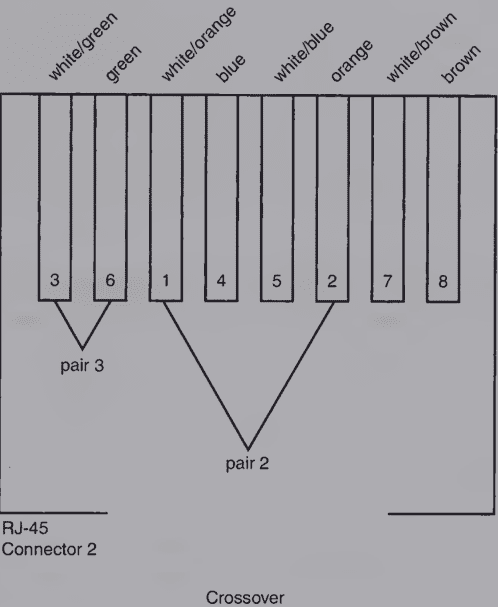 white/green
green
white/orange
blue
white/blue
orange
white/brown
brown
3 6 1 4 5 2 7 8
pair 3
pair 2
RJ-45
Connector 2
Crossover